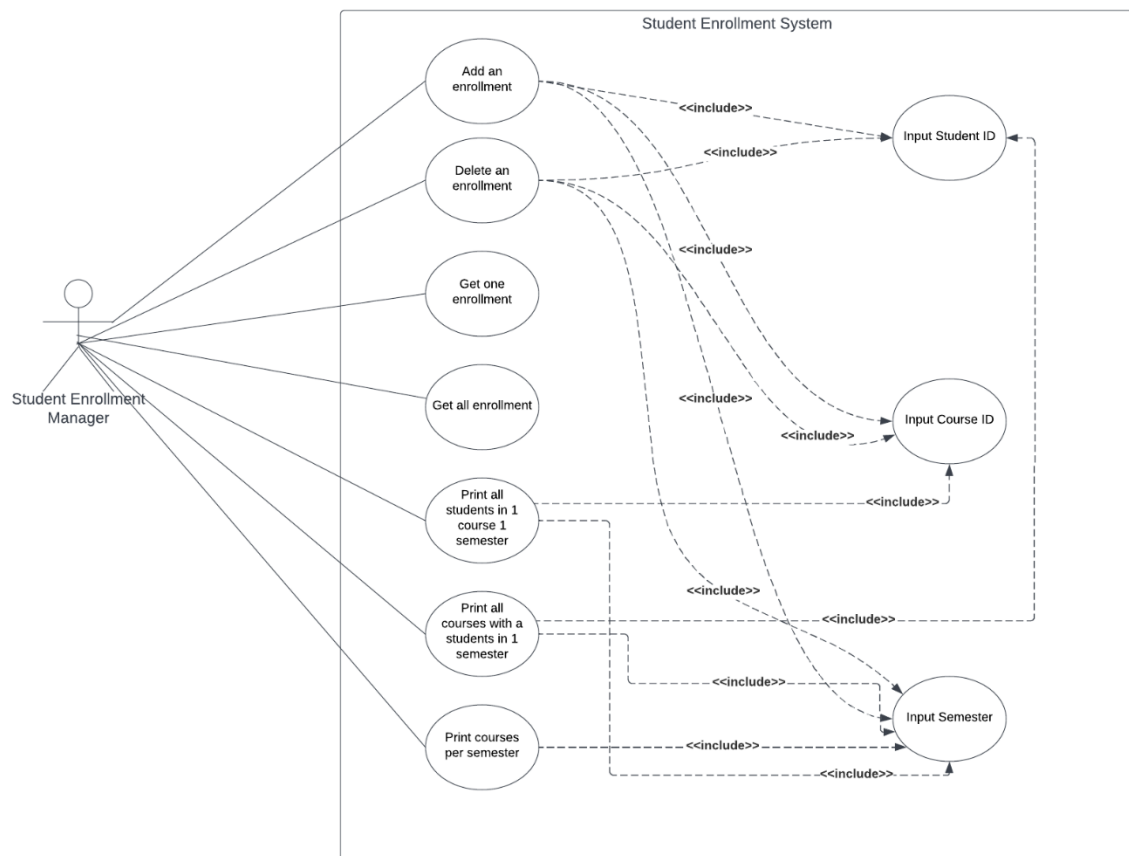 Student Enrollment System
Add an
enrollment
<<include>>
Input Student ID
<<include>>
Delete an
enrollment
<<include>>
Get one
enrollment
Student Enrollment
Manager
Get all enrollment
<<include>>
Input Course ID
<<include>>
Print all
students in 1
course 1
semester
<<include>>
<<include>>
Print all
courses with a
students in 1
semester
<<include>>
<<include>>
Input Semester
Print courses
per semester
<<include>>
<<include>>